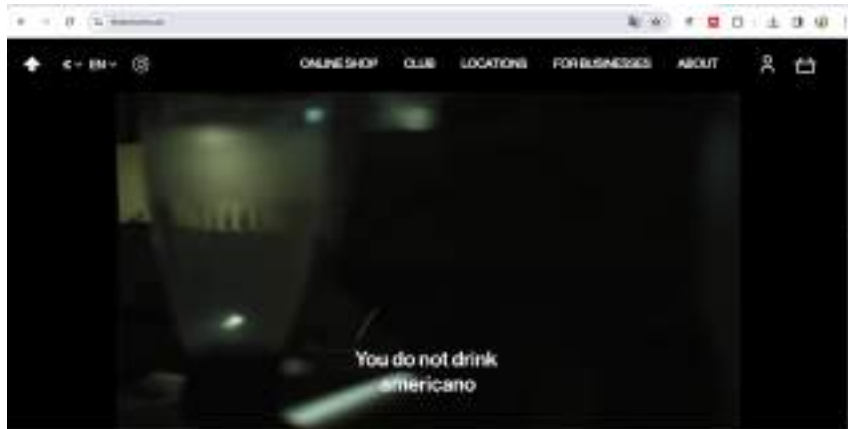 € EN
ONLINE SHOP CLUB LOCATIONS FOR BUSINESSES ABOUT
You do not drink
americano